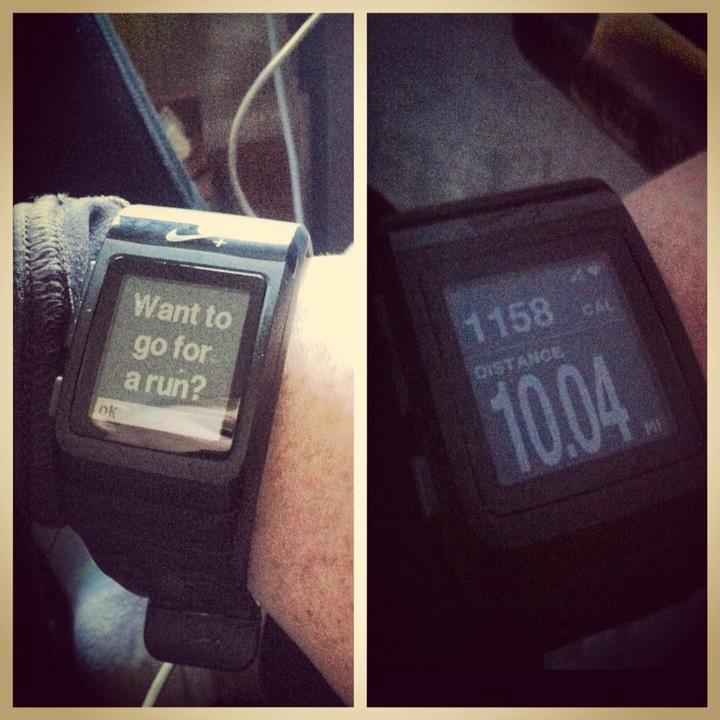 Want to
go for
a run?
OK
1158 CAL
DISTANCE
10.04 MI